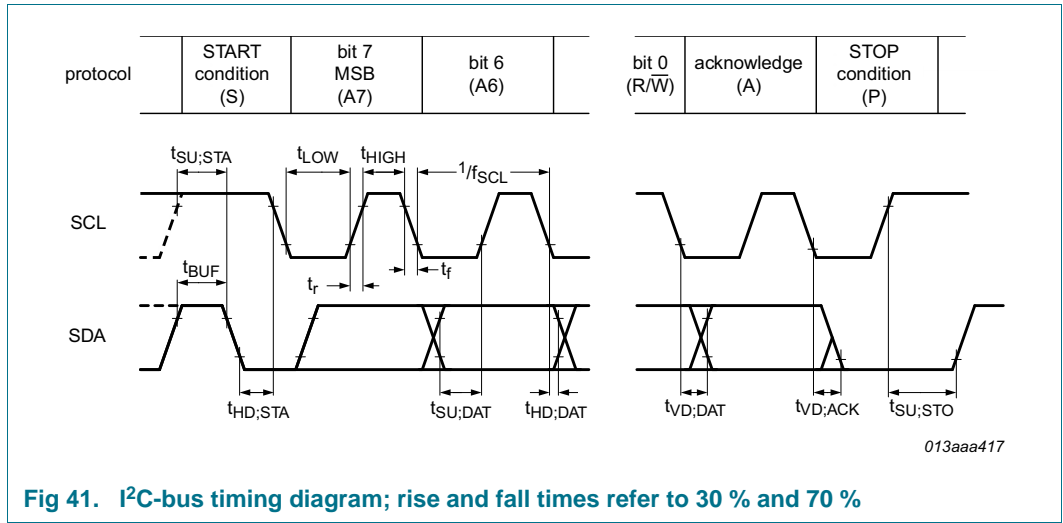 protocol
START condition (S)
bit 7 MSB (A7)
bit 6 (A6)
bit 0 (R/W̅)
acknowledge (A)
STOP condition (P)
tSU;STA
tLOW
tHIGH
1/fSCL
SCL
tBUF
tr
tf
SDA
tHD;STA
tSU;DAT
tHD;DAT
tVD;DAT
tVD;ACK
tSU;STO
013aaa417
Fig 41. I²C-bus timing diagram; rise and fall times refer to 30 % and 70 %